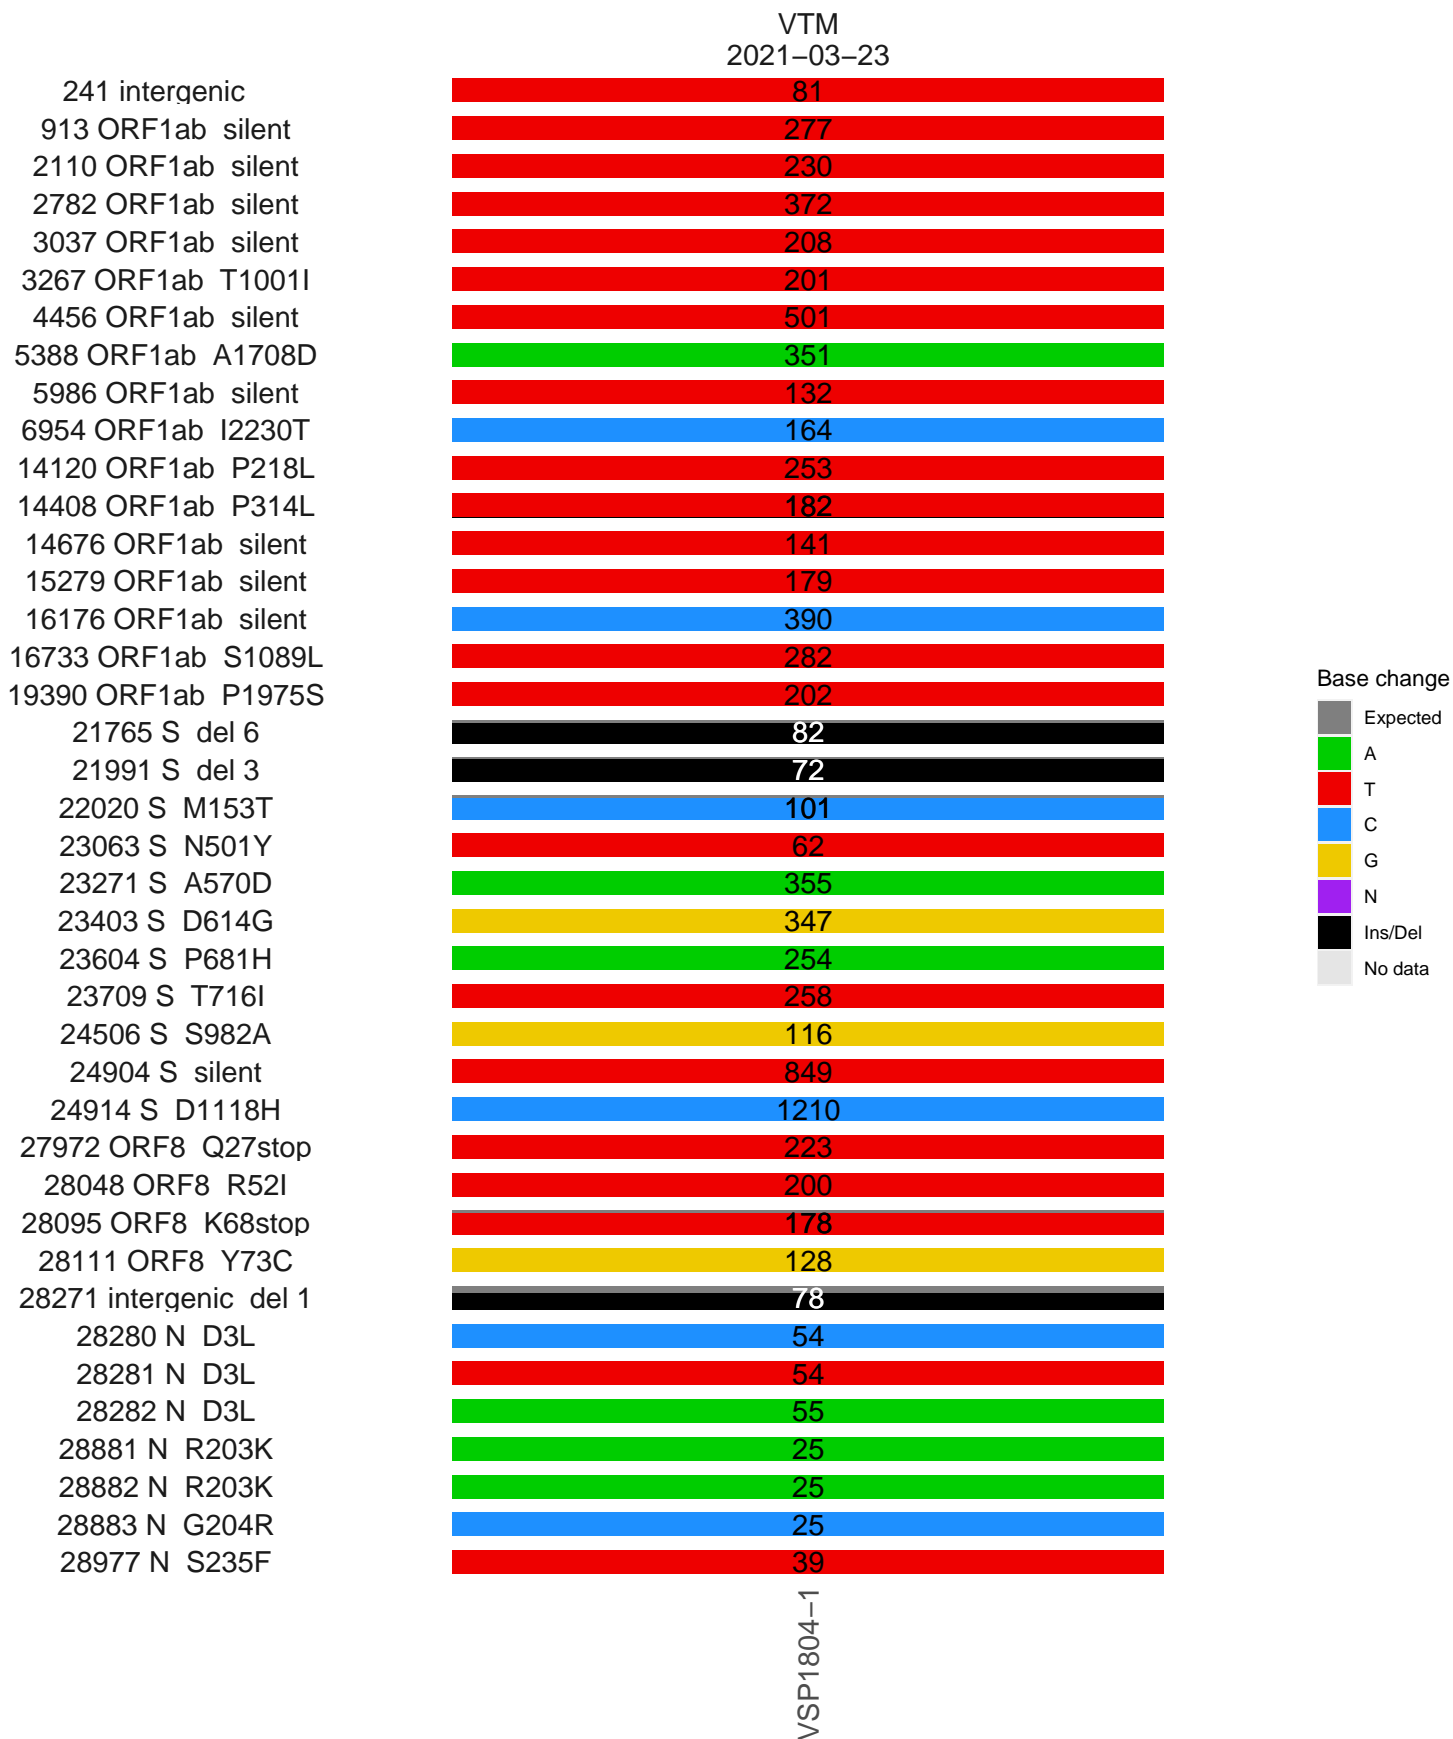 VTM
2021−03−23
241 intergenic 81
913 ORF1ab silent 277
2110 ORF1ab silent 230
2782 ORF1ab silent 372
3037 ORF1ab silent 208
3267 ORF1ab T1001I 201
4456 ORF1ab silent 501
5388 ORF1ab A1708D 351
5986 ORF1ab silent 132
6954 ORF1ab I2230T 164
14120 ORF1ab P218L 253
14408 ORF1ab P314L 182
14676 ORF1ab silent 141
15279 ORF1ab silent 179
16176 ORF1ab silent 390
16733 ORF1ab S1089L 282
19390 ORF1ab P1975S 202
21765 S del 6 82
21991 S del 3 72
22020 S M153T 101
23063 S N501Y 62
23271 S A570D 355
23403 S D614G 347
23604 S P681H 254
23709 S T716I 258
24506 S S982A 116
24904 S silent 849
24914 S D1118H 1210
27972 ORF8 Q27stop 223
28048 ORF8 R52I 200
28095 ORF8 K68stop 178
28111 ORF8 Y73C 128
28271 intergenic del 1 78
28280 N D3L 54
28281 N D3L 54
28282 N D3L 55
28881 N R203K 25
28882 N R203K 25
28883 N G204R 25
28977 N S235F 39
VSP1804−1
Base change
Expected
A
T
C
G
N
Ins/Del
No data